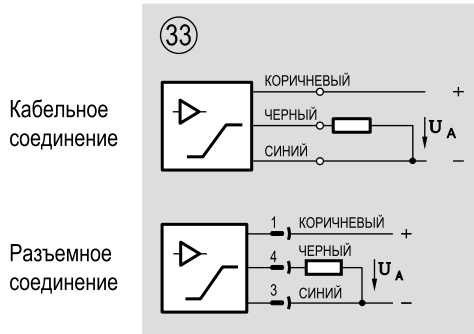 33
Кабельное
соединение
КОРИЧНЕВЫЙ
+
ЧЕРНЫЙ
U A
СИНИЙ
–
Разъемное
соединение
1 КОРИЧНЕВЫЙ
+
4 ЧЕРНЫЙ
U A
3 СИНИЙ
–